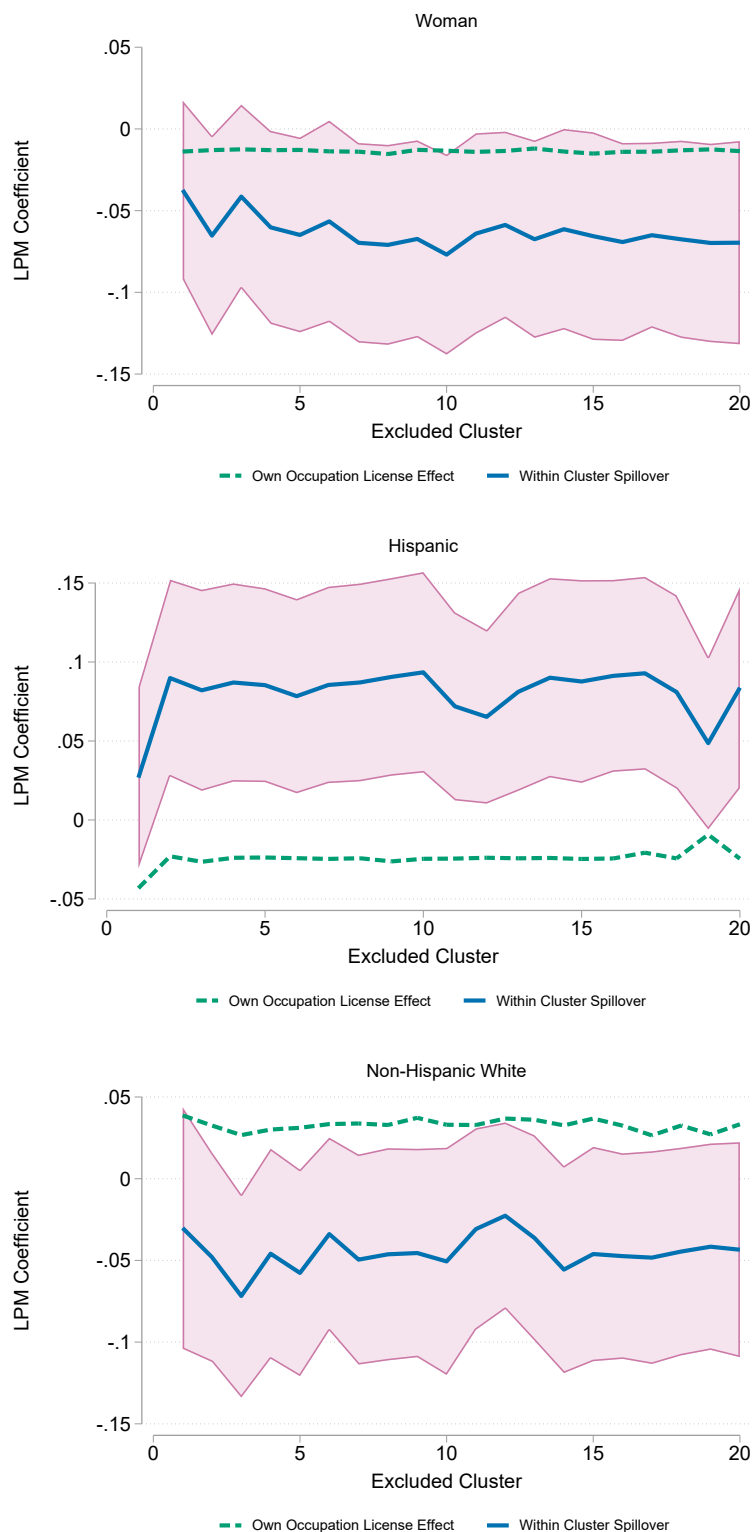 Woman
LPM Coefficient
.05
0
-.05
-.1
-.15
0 5 10 15 20
Excluded Cluster
Own Occupation License Effect Within Cluster Spillover
Hispanic
LPM Coefficient
.15
.1
.05
0
-.05
0 5 10 15 20
Excluded Cluster
Own Occupation License Effect Within Cluster Spillover
Non-Hispanic White
LPM Coefficient
.05
0
-.05
-.1
-.15
0 5 10 15 20
Excluded Cluster
Own Occupation License Effect Within Cluster Spillover